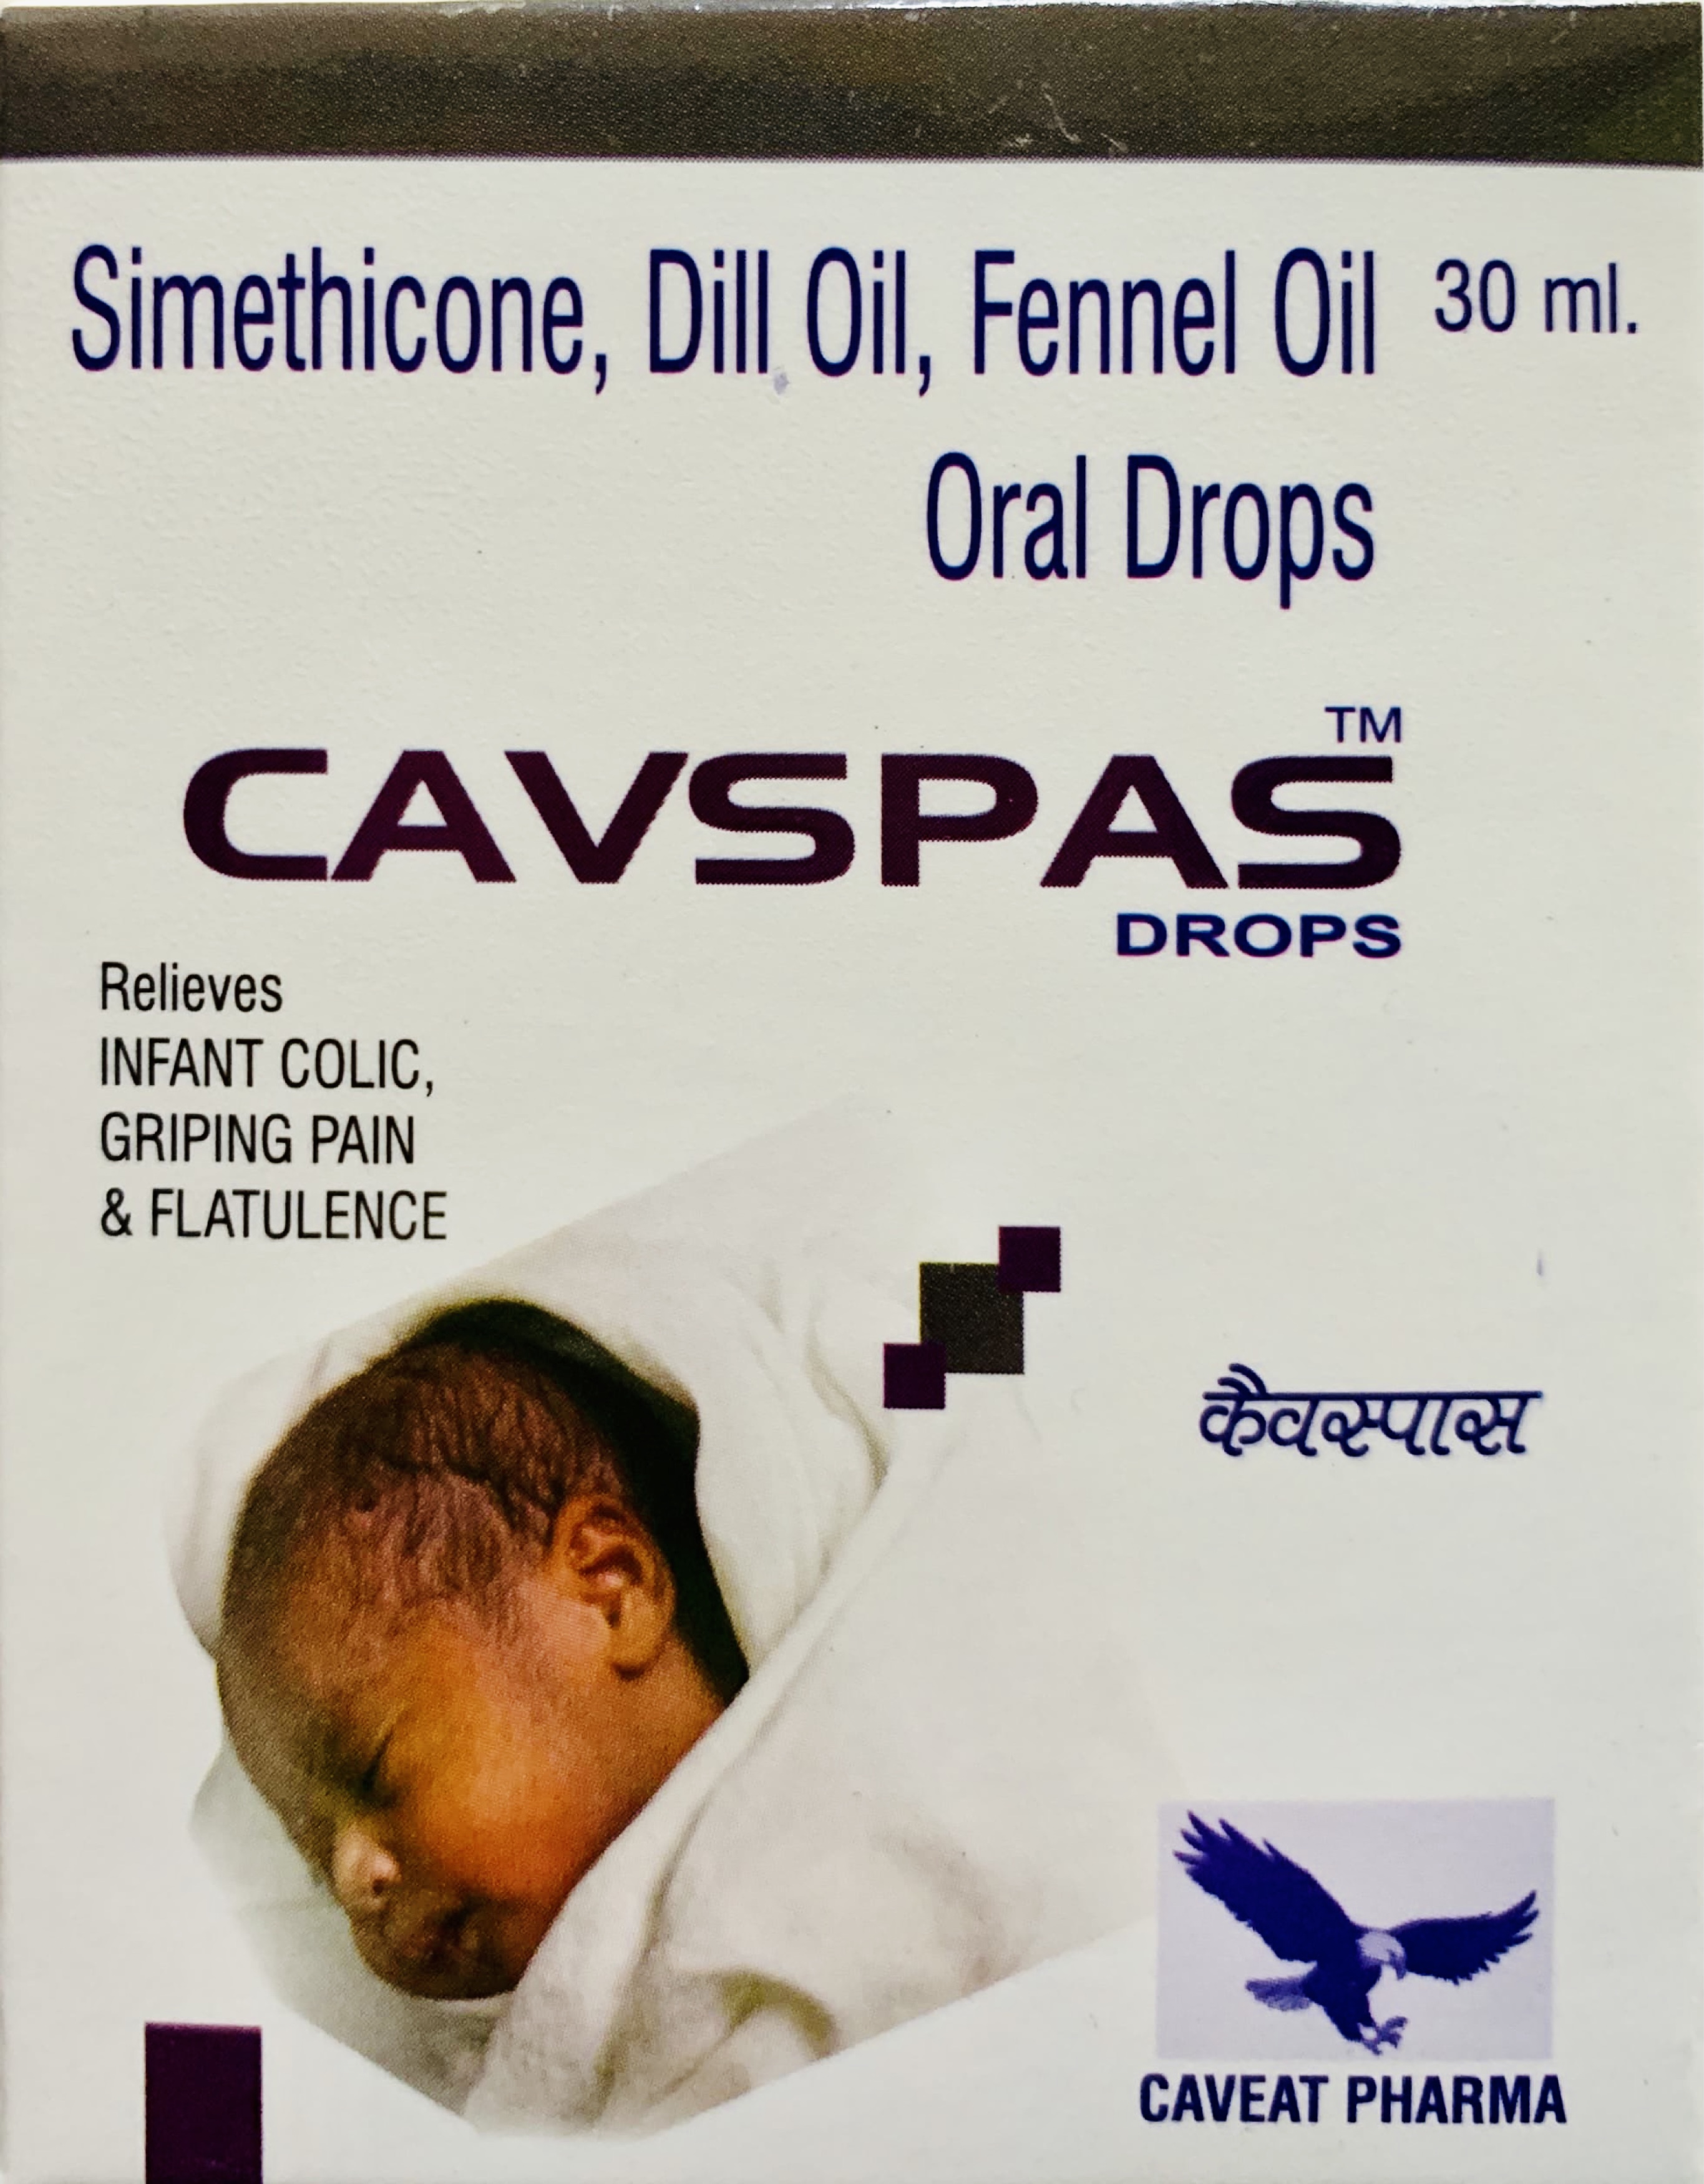 Simethicone, Dill Oil, Fennel Oil 30 ml.
Oral Drops
CAVSPAS™
DROPS
Relieves
INFANT COLIC,
GRIPING PAIN
& FLATULENCE
कैवस्पास
CAVEAT PHARMA